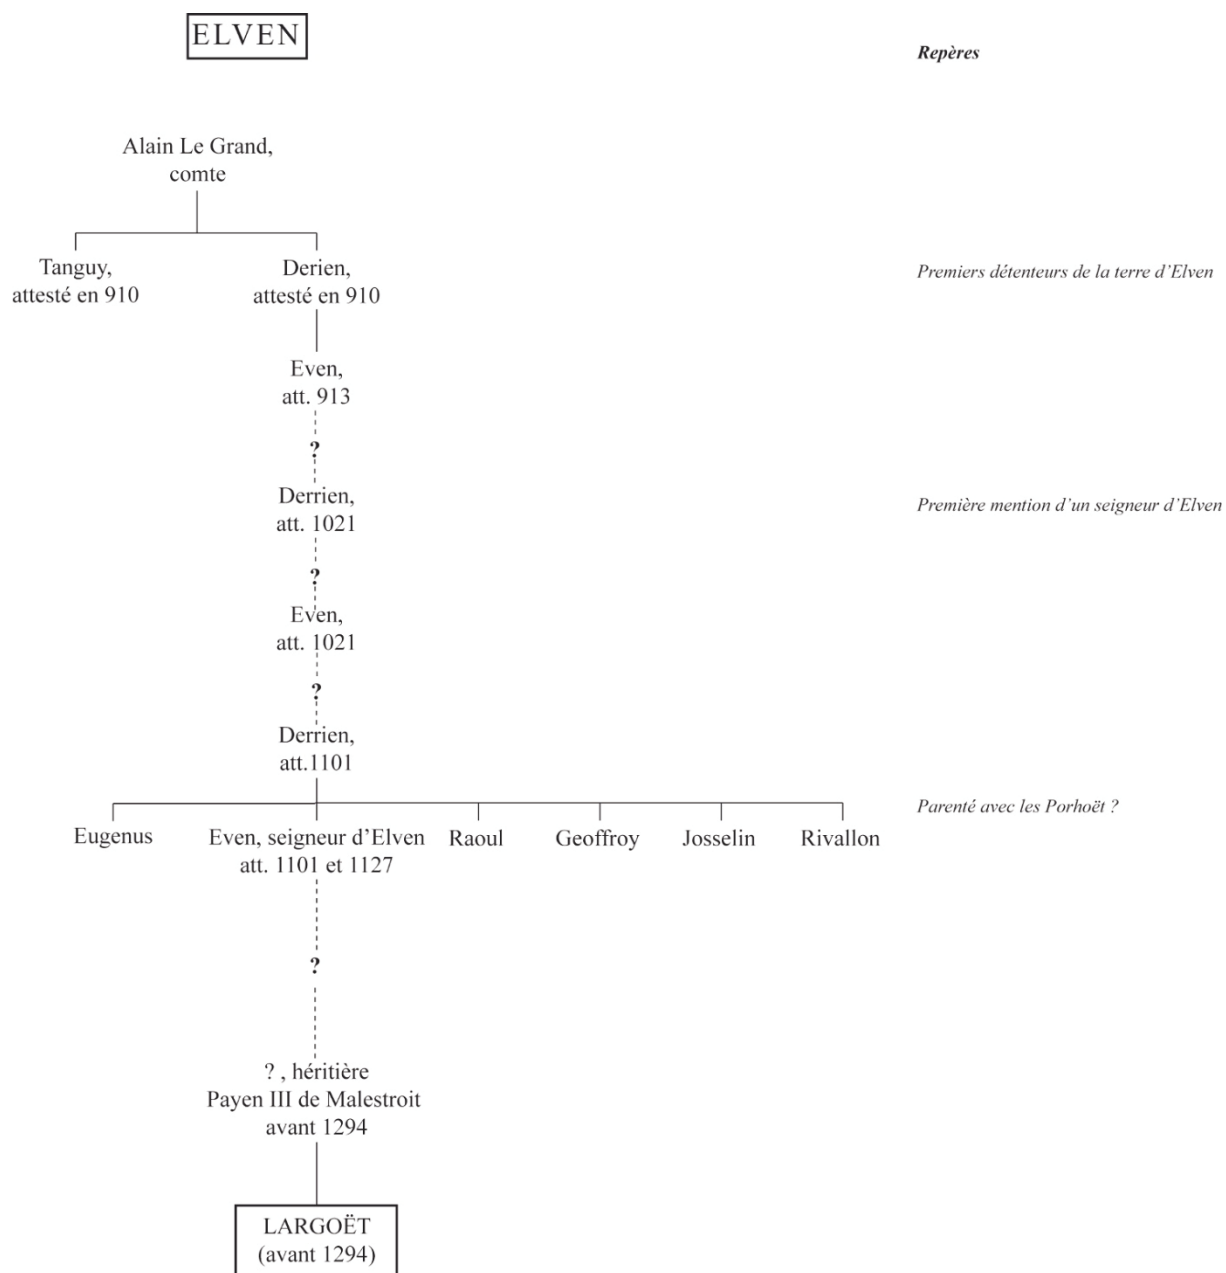 ELVEN
Repères
Alain Le Grand,
comte
Tanguy,
attesté en 910
Derien,
attesté en 910
Premiers détenteurs de la terre d’Elven
Even,
att. 913
?
Derrien,
att. 1021
Première mention d’un seigneur d’Elven
?
Even,
att. 1021
?
Derrien,
att.1101
Parenté avec les Porhoët ?
Eugenus
Even, seigneur d’Elven
att. 1101 et 1127
Raoul
Geoffroy
Josselin
Rivallon
?
? , héritière
Payen III de Malestroit
avant 1294
LARGOËT
(avant 1294)